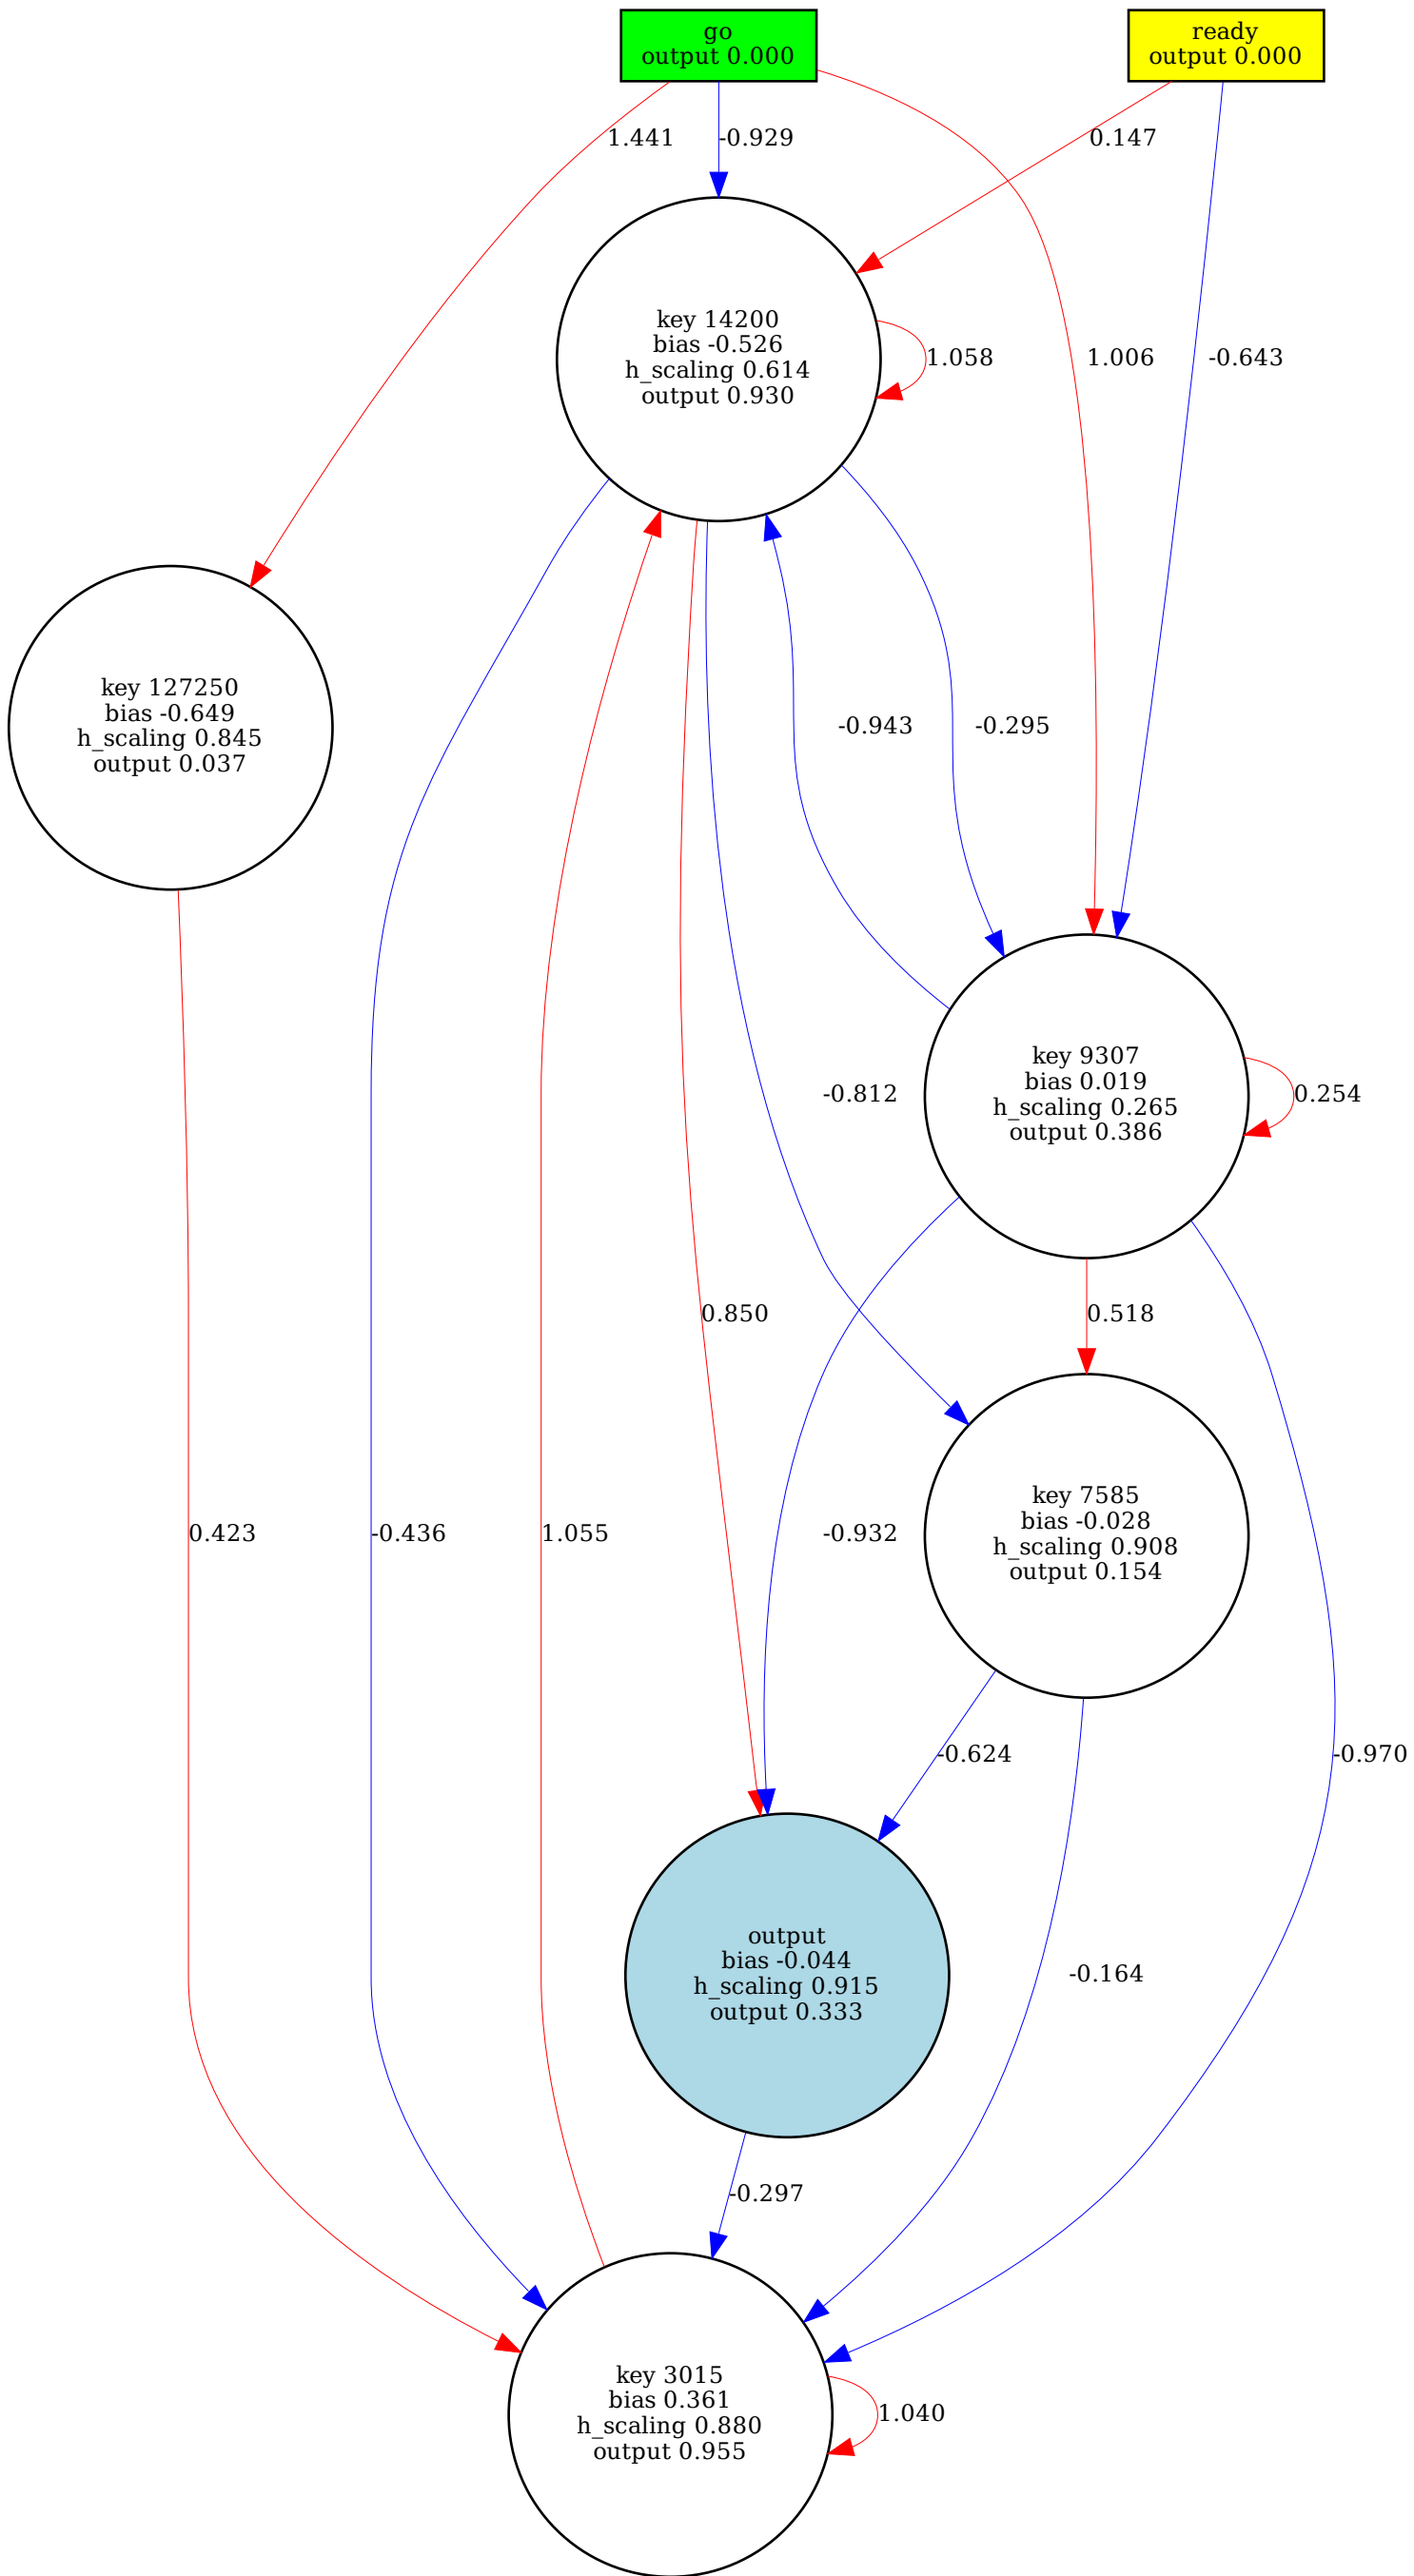 go
output 0.000
ready
output 0.000
1.441
-0.929
0.147
key 14200
bias -0.526
h_scaling 0.614
output 0.930
1.058
1.006
-0.643
key 127250
bias -0.649
h_scaling 0.845
output 0.037
-0.943
-0.295
key 9307
bias 0.019
h_scaling 0.265
output 0.386
-0.812
0.254
0.850
0.518
key 7585
bias -0.028
h_scaling 0.908
output 0.154
0.423
-0.436
1.055
-0.932
-0.624
-0.970
output
bias -0.044
h_scaling 0.915
output 0.333
-0.164
-0.297
key 3015
bias 0.361
h_scaling 0.880
output 0.955
1.040